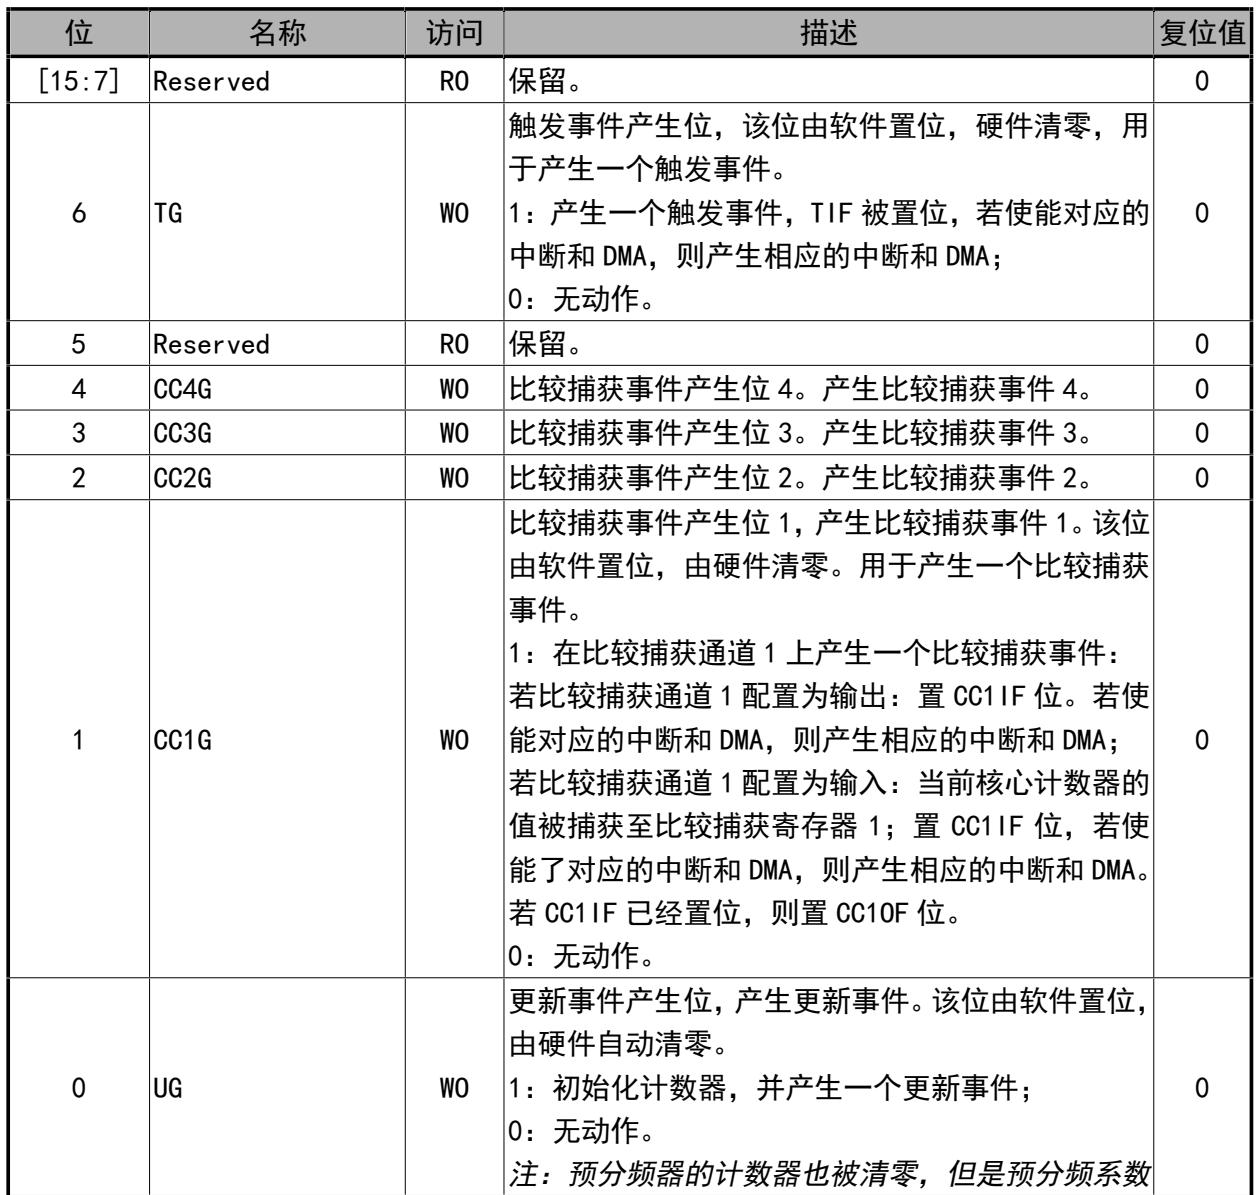 位 名称 访问 描述 复位值
[15:7] Reserved RO 保留。 0
触发事件产生位，该位由软件置位，硬件清零，用
于产生一个触发事件。
6 TG WO 1：产生一个触发事件，TIF 被置位，若使能对应的 0
中断和 DMA，则产生相应的中断和 DMA；
0：无动作。
5 Reserved RO 保留。 0
4 CC4G WO 比较捕获事件产生位 4。产生比较捕获事件 4。 0
3 CC3G WO 比较捕获事件产生位 3。产生比较捕获事件 3。 0
2 CC2G WO 比较捕获事件产生位 2。产生比较捕获事件 2。 0
比较捕获事件产生位 1，产生比较捕获事件 1。该位
由软件置位，由硬件清零。用于产生一个比较捕获
事件。
1：在比较捕获通道 1 上产生一个比较捕获事件：
若比较捕获通道 1 配置为输出：置 CC1IF 位。若使
1 CC1G WO 能对应的中断和 DMA，则产生相应的中断和 DMA； 0
若比较捕获通道 1 配置为输入：当前核心计数器的
值被捕获至比较捕获寄存器 1；置 CC1IF 位，若使
能了对应的中断和 DMA，则产生相应的中断和 DMA。
若 CC1IF 已经置位，则置 CC1OF 位。
0：无动作。
更新事件产生位，产生更新事件。该位由软件置位，
由硬件自动清零。
0 UG WO 1：初始化计数器，并产生一个更新事件； 0
0：无动作。
注：预分频器的计数器也被清零，但是预分频系数